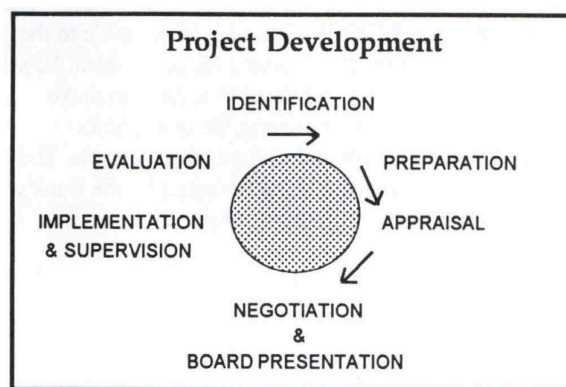 Project Development
IDENTIFICATION
EVALUATION
PREPARATION
IMPLEMENTATION
& SUPERVISION
APPRAISAL
NEGOTIATION
&
BOARD PRESENTATION